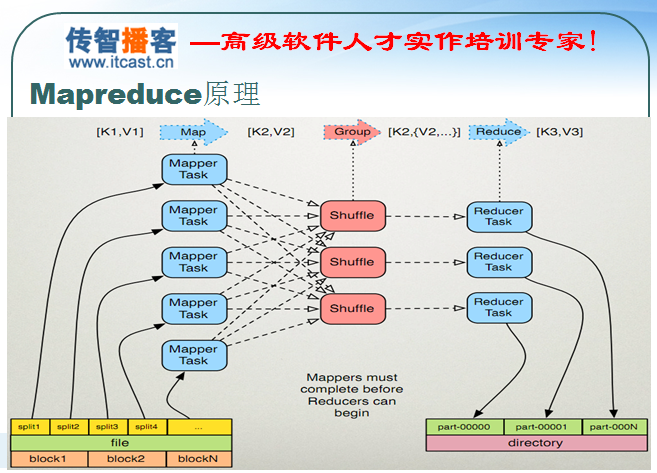 传智播客
www.itcast.cn
—高级软件人才实作培训专家!
Mapreduce原理
[K1,V1]
Map
[K2,V2]
Group
[K2,{V2,...}]
Reduce
[K3,V3]
Mapper
Task
Mapper
Task
Mapper
Task
Mapper
Task
Mapper
Task
Shuffle
Shuffle
Shuffle
Reducer
Task
Reducer
Task
Reducer
Task
Mappers must
complete before
Reducers can
begin
split1
split2
split3
split4
...
file
block1
block2
blockN
part-00000
part-00001
part-000N
directory